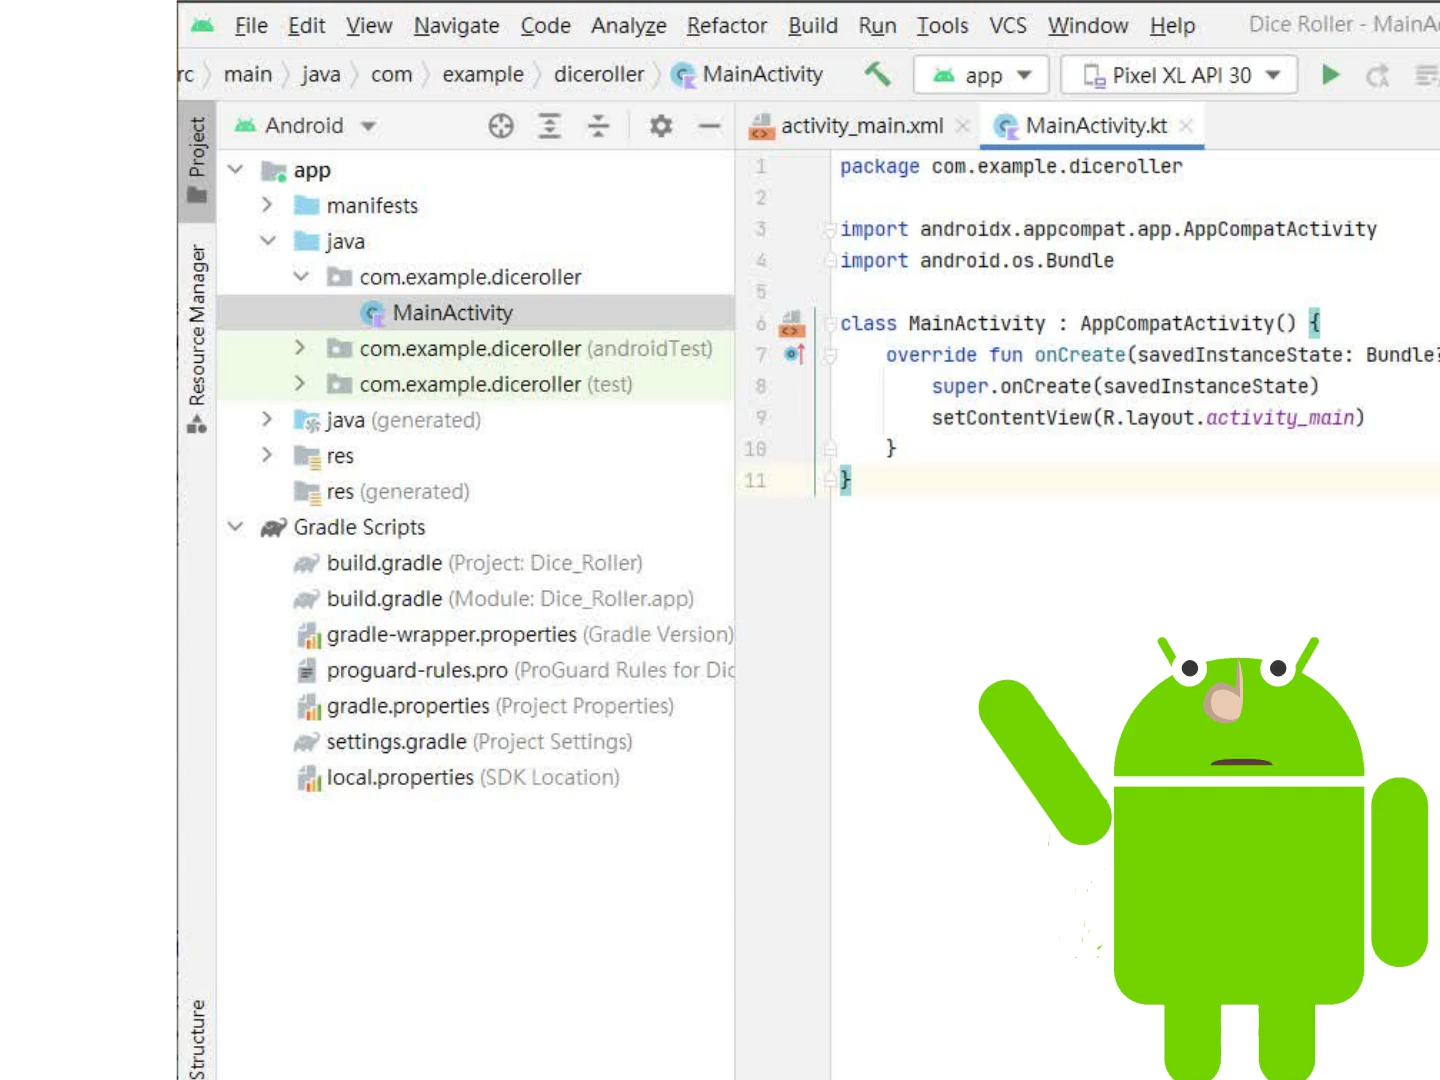 File Edit View Navigate Code Analyze Refactor Build Run Tools VCS Window Help Dice Roller - MainAc
rc main java com example diceroller MainActivity app Pixel XL API 30
Project
Resource Manager
Structure
Android
app
manifests
java
com.example.diceroller
MainActivity
com.example.diceroller (androidTest)
com.example.diceroller (test)
java (generated)
res
res (generated)
Gradle Scripts
build.gradle (Project: Dice_Roller)
build.gradle (Module: Dice_Roller.app)
gradle-wrapper.properties (Gradle Version)
proguard-rules.pro (ProGuard Rules for Dic
gradle.properties (Project Properties)
settings.gradle (Project Settings)
local.properties (SDK Location)
activity_main.xml MainActivity.kt
1 package com.example.diceroller
2
3 import androidx.appcompat.app.AppCompatActivity
4 import android.os.Bundle
5
6 class MainActivity : AppCompatActivity() {
7 override fun onCreate(savedInstanceState: Bundle?
8 super.onCreate(savedInstanceState)
9 setContentView(R.layout.activity_main)
10 }
11 }